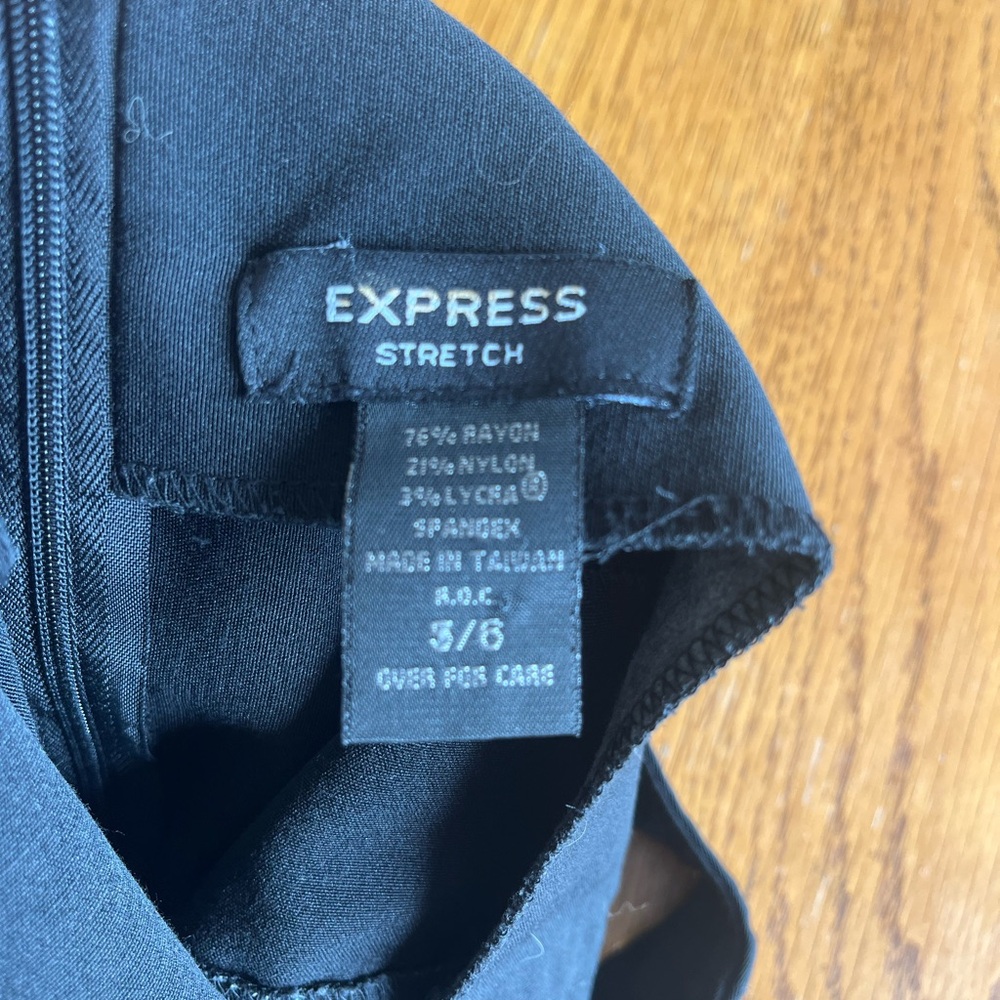 EXPRESS
STRETCH
76% RAYON
21% NYLON
3% LYCRA®
SPANDEX
MADE IN TAIWAN
R.O.C.
5/6
OVER FOR CARE